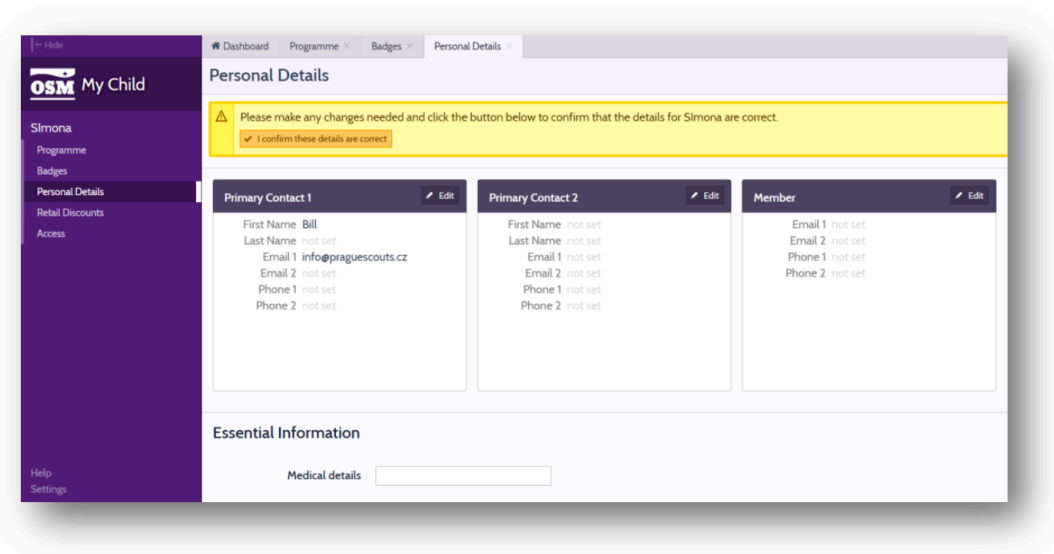 ← Hide
Dashboard Programme × Badges × Personal Details ×
OSM My Child
Personal Details
SImona
Programme
Badges
Personal Details
Retail Discounts
Access
Please make any changes needed and click the button below to confirm that the details for SImona are correct.
✓ I confirm these details are correct
Primary Contact 1 Edit
First Name Bill
Last Name not set
Email 1 info@praguescouts.cz
Email 2 not set
Phone 1 not set
Phone 2 not set
Primary Contact 2 Edit
First Name not set
Last Name not set
Email 1 not set
Email 2 not set
Phone 1 not set
Phone 2 not set
Member Edit
Email 1 not set
Email 2 not set
Phone 1 not set
Phone 2 not set
Essential Information
Medical details
Help
Settings